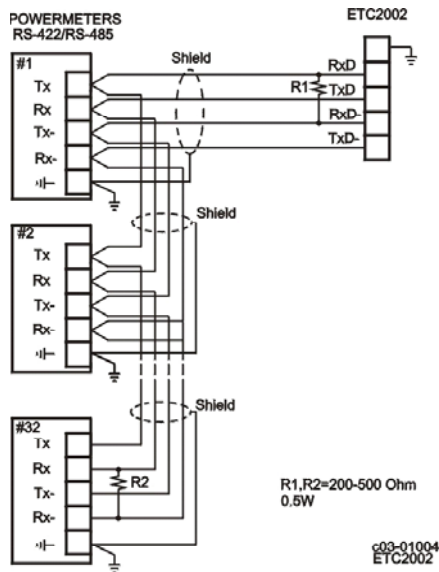 POWERMETERS
RS-422/RS-485
ETC2002
#1
Tx
Rx
Tx-
Rx-
Shield
R1
RxD
TxD
RxD-
TxD-
Shield
#2
Tx
Rx
Tx-
Rx-
Shield
#32
Tx
Rx
Tx-
Rx-
R2
R1,R2=200-500 Ohm
0.5W
c03-01004
ETC2002